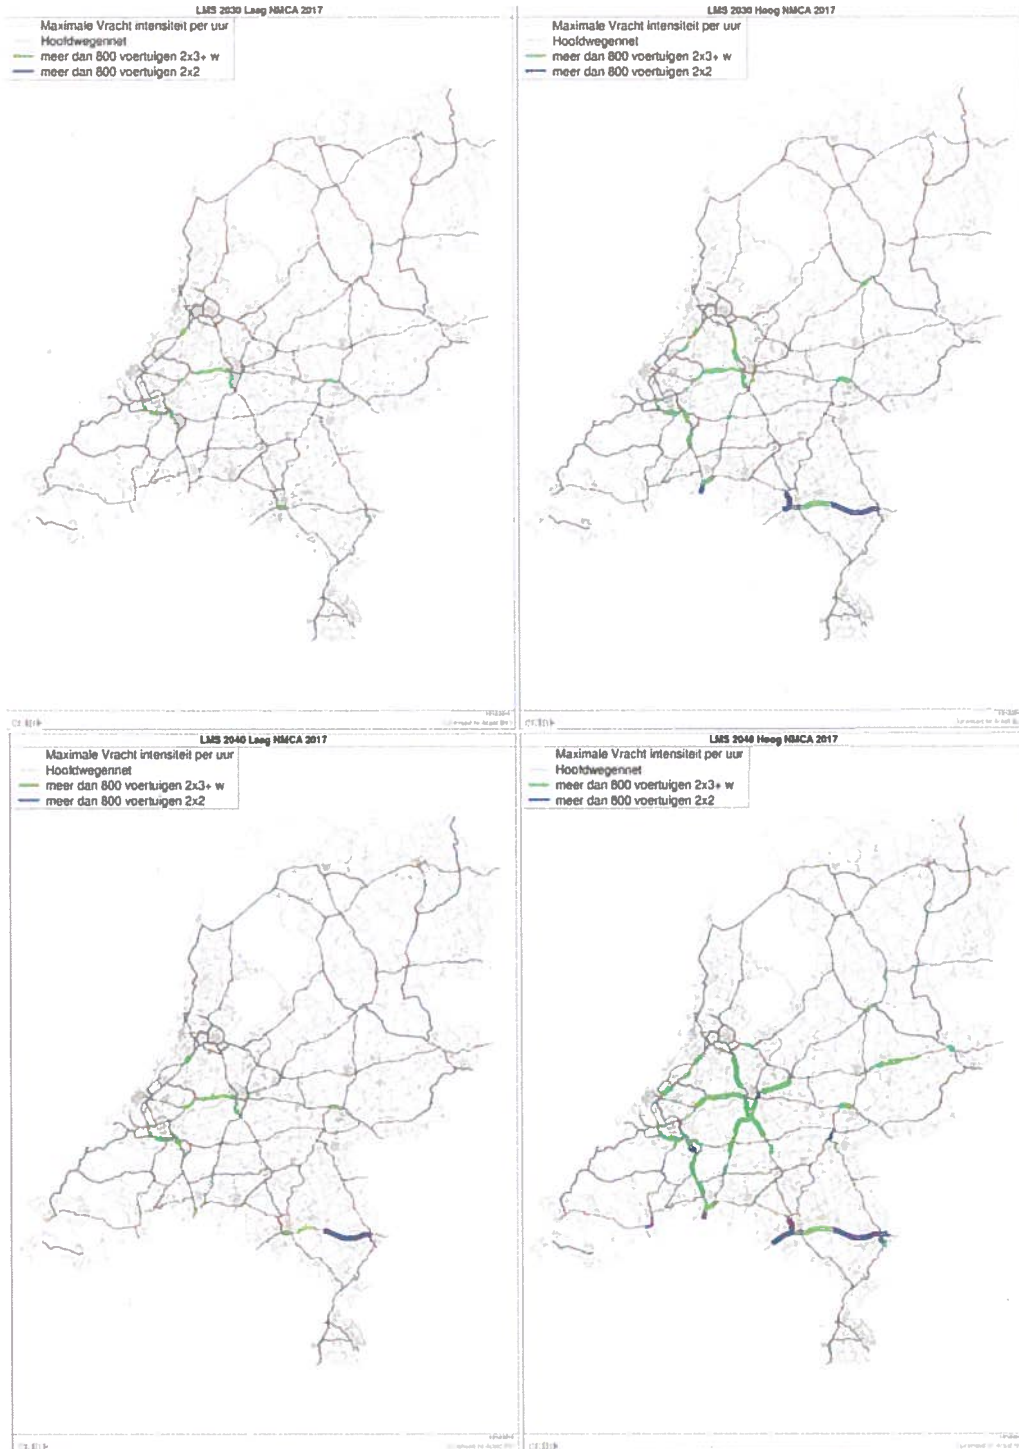 LMS 2030 Laag NMCA 2017
Maximale Vracht intensiteit per uur
Hoofdwegennet
meer dan 800 voertuigen 2x3+ w
meer dan 800 voertuigen 2x2
LMS 2030 Hoog NMCA 2017
Maximale Vracht intensiteit per uur
Hoofdwegennet
meer dan 800 voertuigen 2x3+ w
meer dan 800 voertuigen 2x2
LMS 2040 Laag NMCA 2017
Maximale Vracht intensiteit per uur
Hoofdwegennet
meer dan 800 voertuigen 2x3+ w
meer dan 800 voertuigen 2x2
LMS 2040 Hoog NMCA 2017
Maximale Vracht intensiteit per uur
Hoofdwegennet
meer dan 800 voertuigen 2x3+ w
meer dan 800 voertuigen 2x2